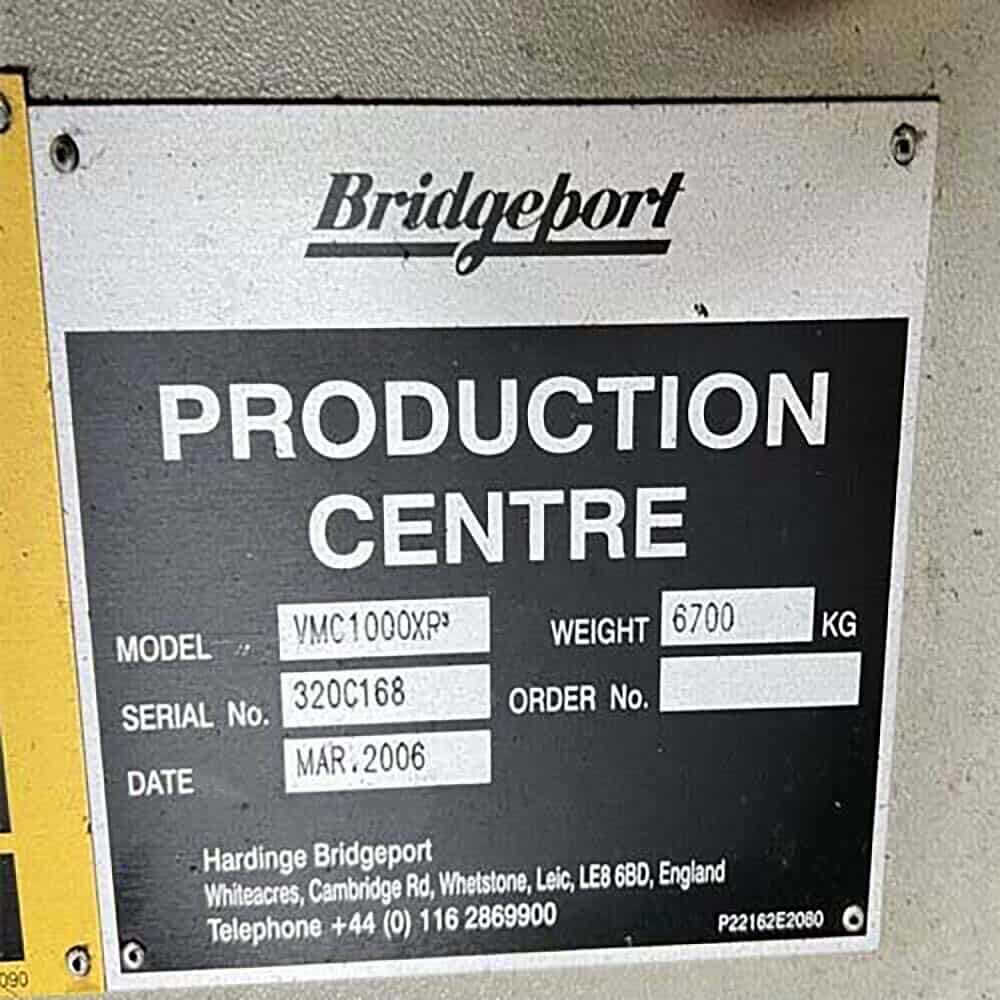 Bridgeport
PRODUCTION
CENTRE
MODEL VMC1000XP³ WEIGHT 6700 KG
SERIAL No. 320C168 ORDER No.
DATE MAR.2006
Hardinge Bridgeport
Whiteacres, Cambridge Rd, Whetstone, Leic, LE8 6BD, England
Telephone +44 (0) 116 2869900
P22162E2080
090